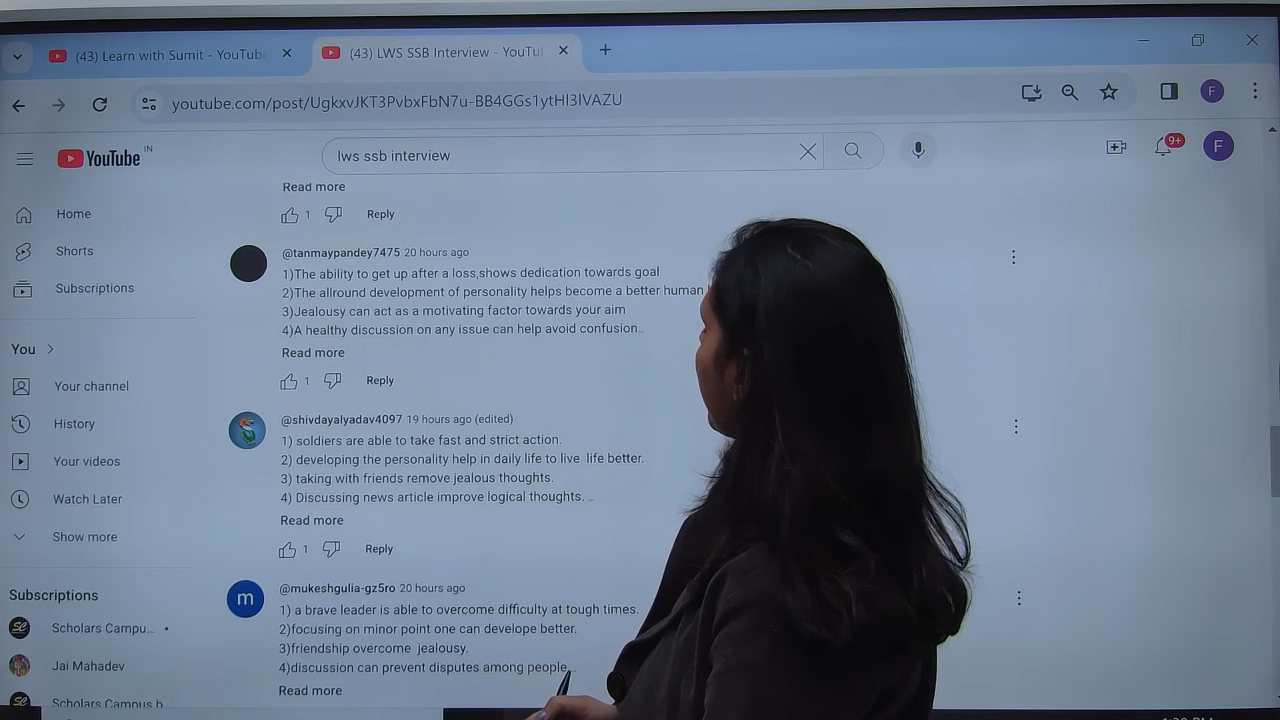 (43) Learn with Sumit - YouTube
(43) LWS SSB Interview - YouTu
youtube.com/post/UgkxvJKT3PvbxFbN7u-BB4GGs1ytHl3lVAZU
F
YouTube IN
lws ssb interview
9+
F
Home
Shorts
Subscriptions
You
Your channel
History
Your videos
Watch Later
Show more
Subscriptions
Scholars Campu...
Jai Mahadev
Scholars Campus b
Read more
1 Reply
@tanmaypandey7475 20 hours ago
1)The ability to get up after a loss,shows dedication towards goal
2)The allround development of personality helps become a better human
3)Jealousy can act as a motivating factor towards your aim
4)A healthy discussion on any issue can help avoid confusion...
Read more
1 Reply
@shivdayalyadav4097 19 hours ago (edited)
1) soldiers are able to take fast and strict action.
2) developing the personality help in daily life to live life better.
3) taking with friends remove jealous thoughts.
4) Discussing news article improve logical thoughts. ...
Read more
1 Reply
m
@mukeshgulia-gz5ro 20 hours ago
1) a brave leader is able to overcome difficulty at tough times.
2)focusing on minor point one can develope better.
3)friendship overcome jealousy.
4)discussion can prevent disputes among people...
Read more